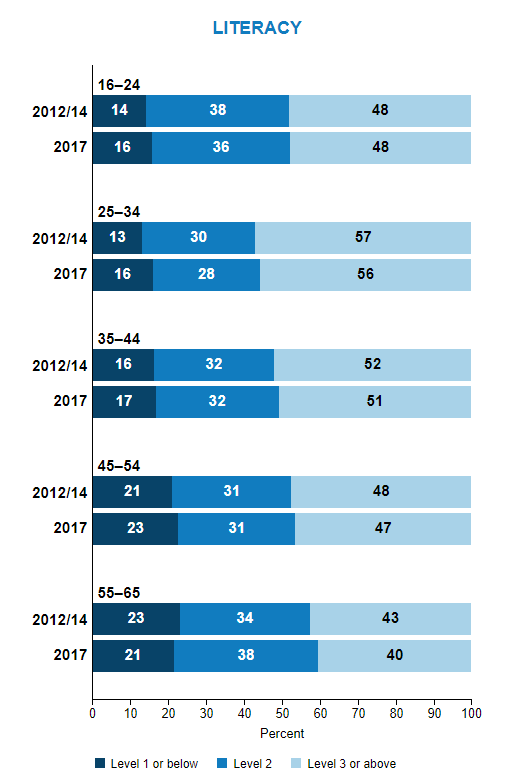 LITERACY
16–24
2012/14 14 38 48
2017 16 36 48
25–34
2012/14 13 30 57
2017 16 28 56
35–44
2012/14 16 32 52
2017 17 32 51
45–54
2012/14 21 31 48
2017 23 31 47
55–65
2012/14 23 34 43
2017 21 38 40
0 10 20 30 40 50 60 70 80 90 100
Percent
Level 1 or below Level 2 Level 3 or above